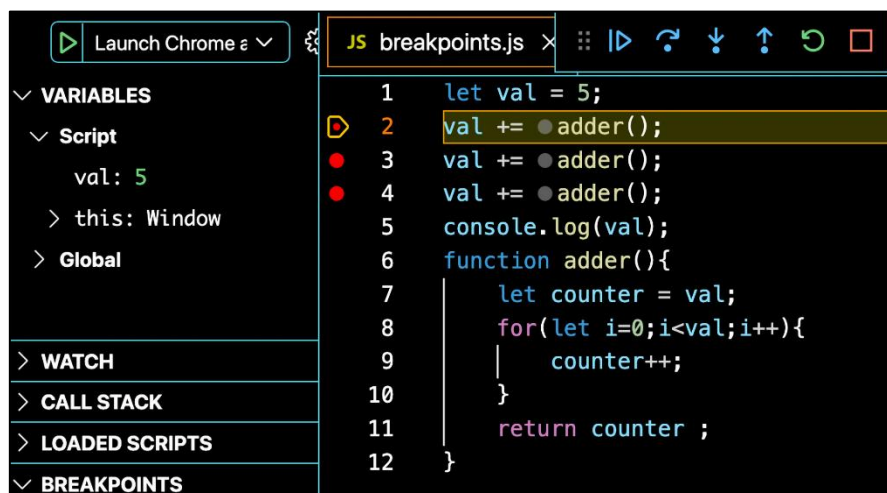 Launch Chrome a
JS breakpoints.js
VARIABLES
Script
val: 5
this: Window
Global
WATCH
CALL STACK
LOADED SCRIPTS
BREAKPOINTS
1 let val = 5;
2 val += adder();
3 val += adder();
4 val += adder();
5 console.log(val);
6 function adder(){
7 let counter = val;
8 for(let i=0;i<val;i++){
9 counter++;
10 }
11 return counter ;
12 }